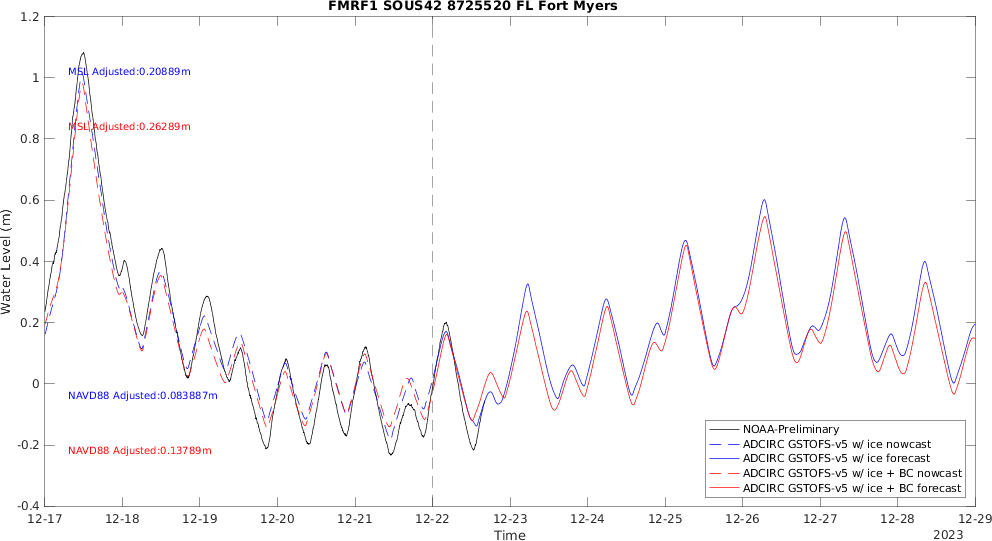 FMRF1 SOUS42 8725520 FL Fort Myers
1.2
1
0.8
0.6
0.4
0.2
0
-0.2
-0.4
Water Level (m)
MSL Adjusted:0.20889m
MSL Adjusted:0.26289m
NAVD88 Adjusted:0.083887m
NAVD88 Adjusted:0.13789m
NOAA-Preliminary
ADCIRC GSTOFS-v5 w/ ice nowcast
ADCIRC GSTOFS-v5 w/ ice forecast
ADCIRC GSTOFS-v5 w/ ice + BC nowcast
ADCIRC GSTOFS-v5 w/ ice + BC forecast
12-17 12-18 12-19 12-20 12-21 12-22 12-23 12-24 12-25 12-26 12-27 12-28 12-29
Time
2023